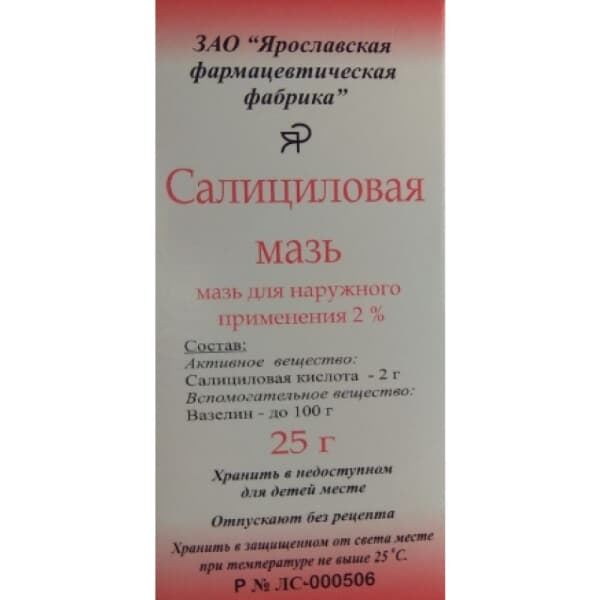 ЗАО “Ярославская
фармацевтическая
фабрика”
ЯР
Салициловая
мазь
мазь для наружного
применения 2 %
Состав:
Активное вещество:
Салициловая кислота - 2 г
Вспомогательное вещество:
Вазелин - до 100 г
25 г
Хранить в недоступном
для детей месте
Отпускают без рецепта
Хранить в защищенном от света месте
при температуре не выше 25°С.
Р № ЛС-000506